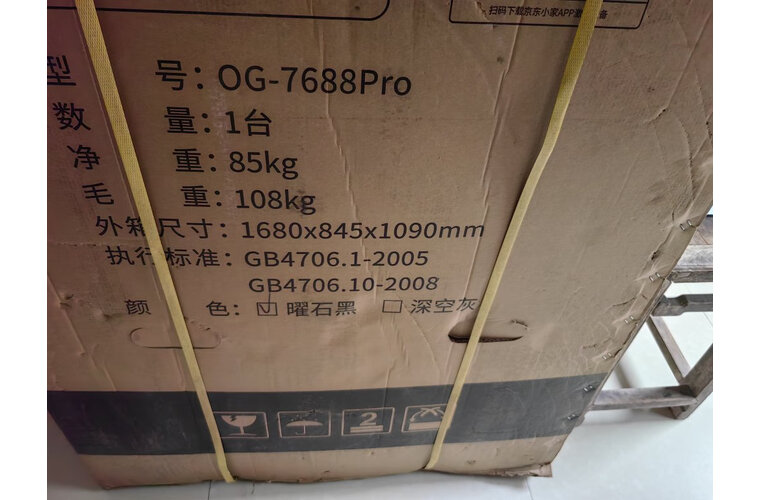 扫码下载京东小家APP激 备
型 号：OG-7688Pro
数 量：1台
净 重：85kg
毛 重：108kg
外箱尺寸：1680x845x1090mm
执行标准：GB4706.1-2005
GB4706.10-2008
颜 色：☑曜石黑 ☐深空灰
2